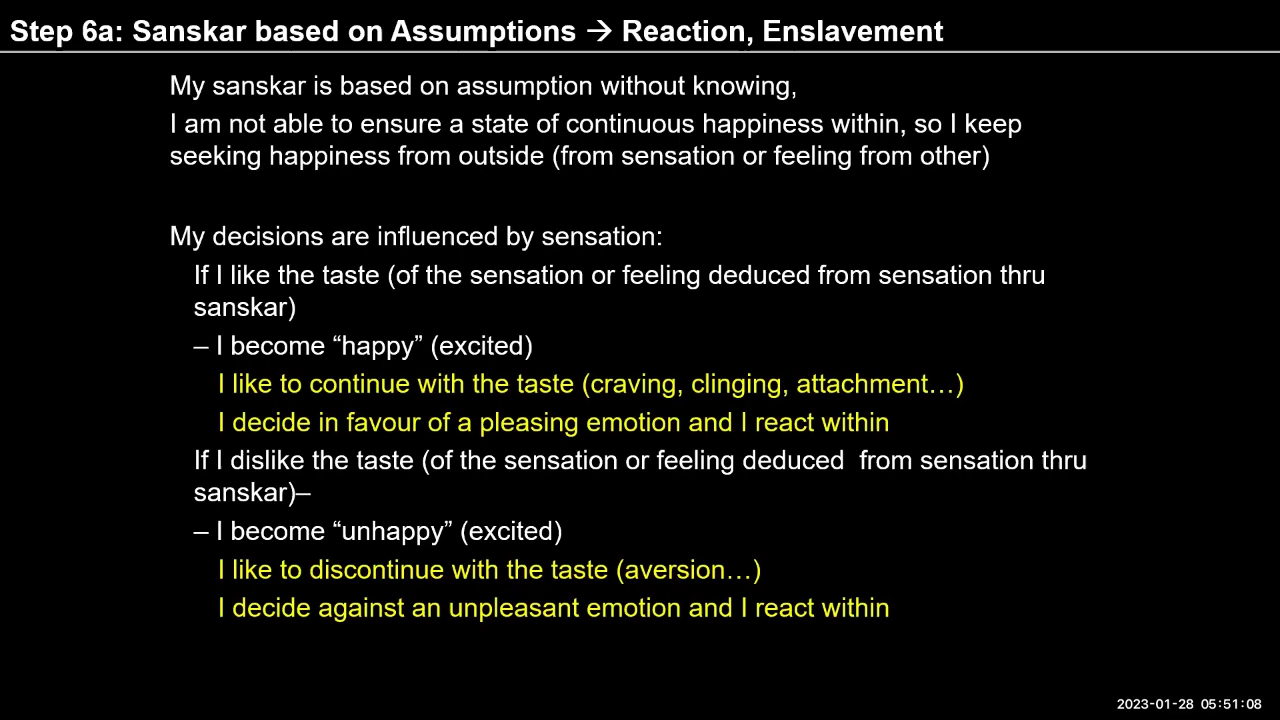 Step 6a: Sanskar based on Assumptions → Reaction, Enslavement
My sanskar is based on assumption without knowing,
I am not able to ensure a state of continuous happiness within, so I keep
seeking happiness from outside (from sensation or feeling from other)
My decisions are influenced by sensation:
If I like the taste (of the sensation or feeling deduced from sensation thru
sanskar)
– I become “happy” (excited)
I like to continue with the taste (craving, clinging, attachment…)
I decide in favour of a pleasing emotion and I react within
If I dislike the taste (of the sensation or feeling deduced  from sensation thru
sanskar)–
– I become “unhappy” (excited)
I like to discontinue with the taste (aversion…)
I decide against an unpleasant emotion and I react within
2023-01-28 05:51:08